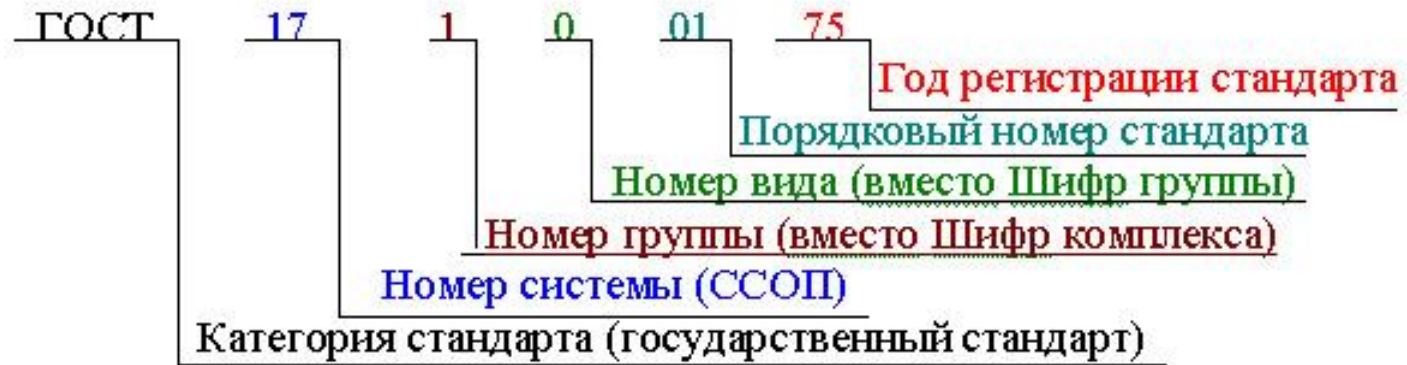 ГОСТ 17 1 0 01 75
Год регистрации стандарта
Порядковый номер стандарта
Номер вида (вместо Шифр группы)
Номер группы (вместо Шифр комплекса)
Номер системы (ССОП)
Категория стандарта (государственный стандарт)